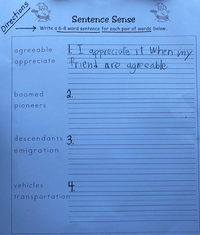 Directions
Sentence Sense
Write a 6-8 word sentence for each pair of words below.
agreeable 1. I appreciate it when my
appreciate friend are agreeable
boomed 2.
pioneers
descendants 3.
emigration
vehicles 4.
transportation